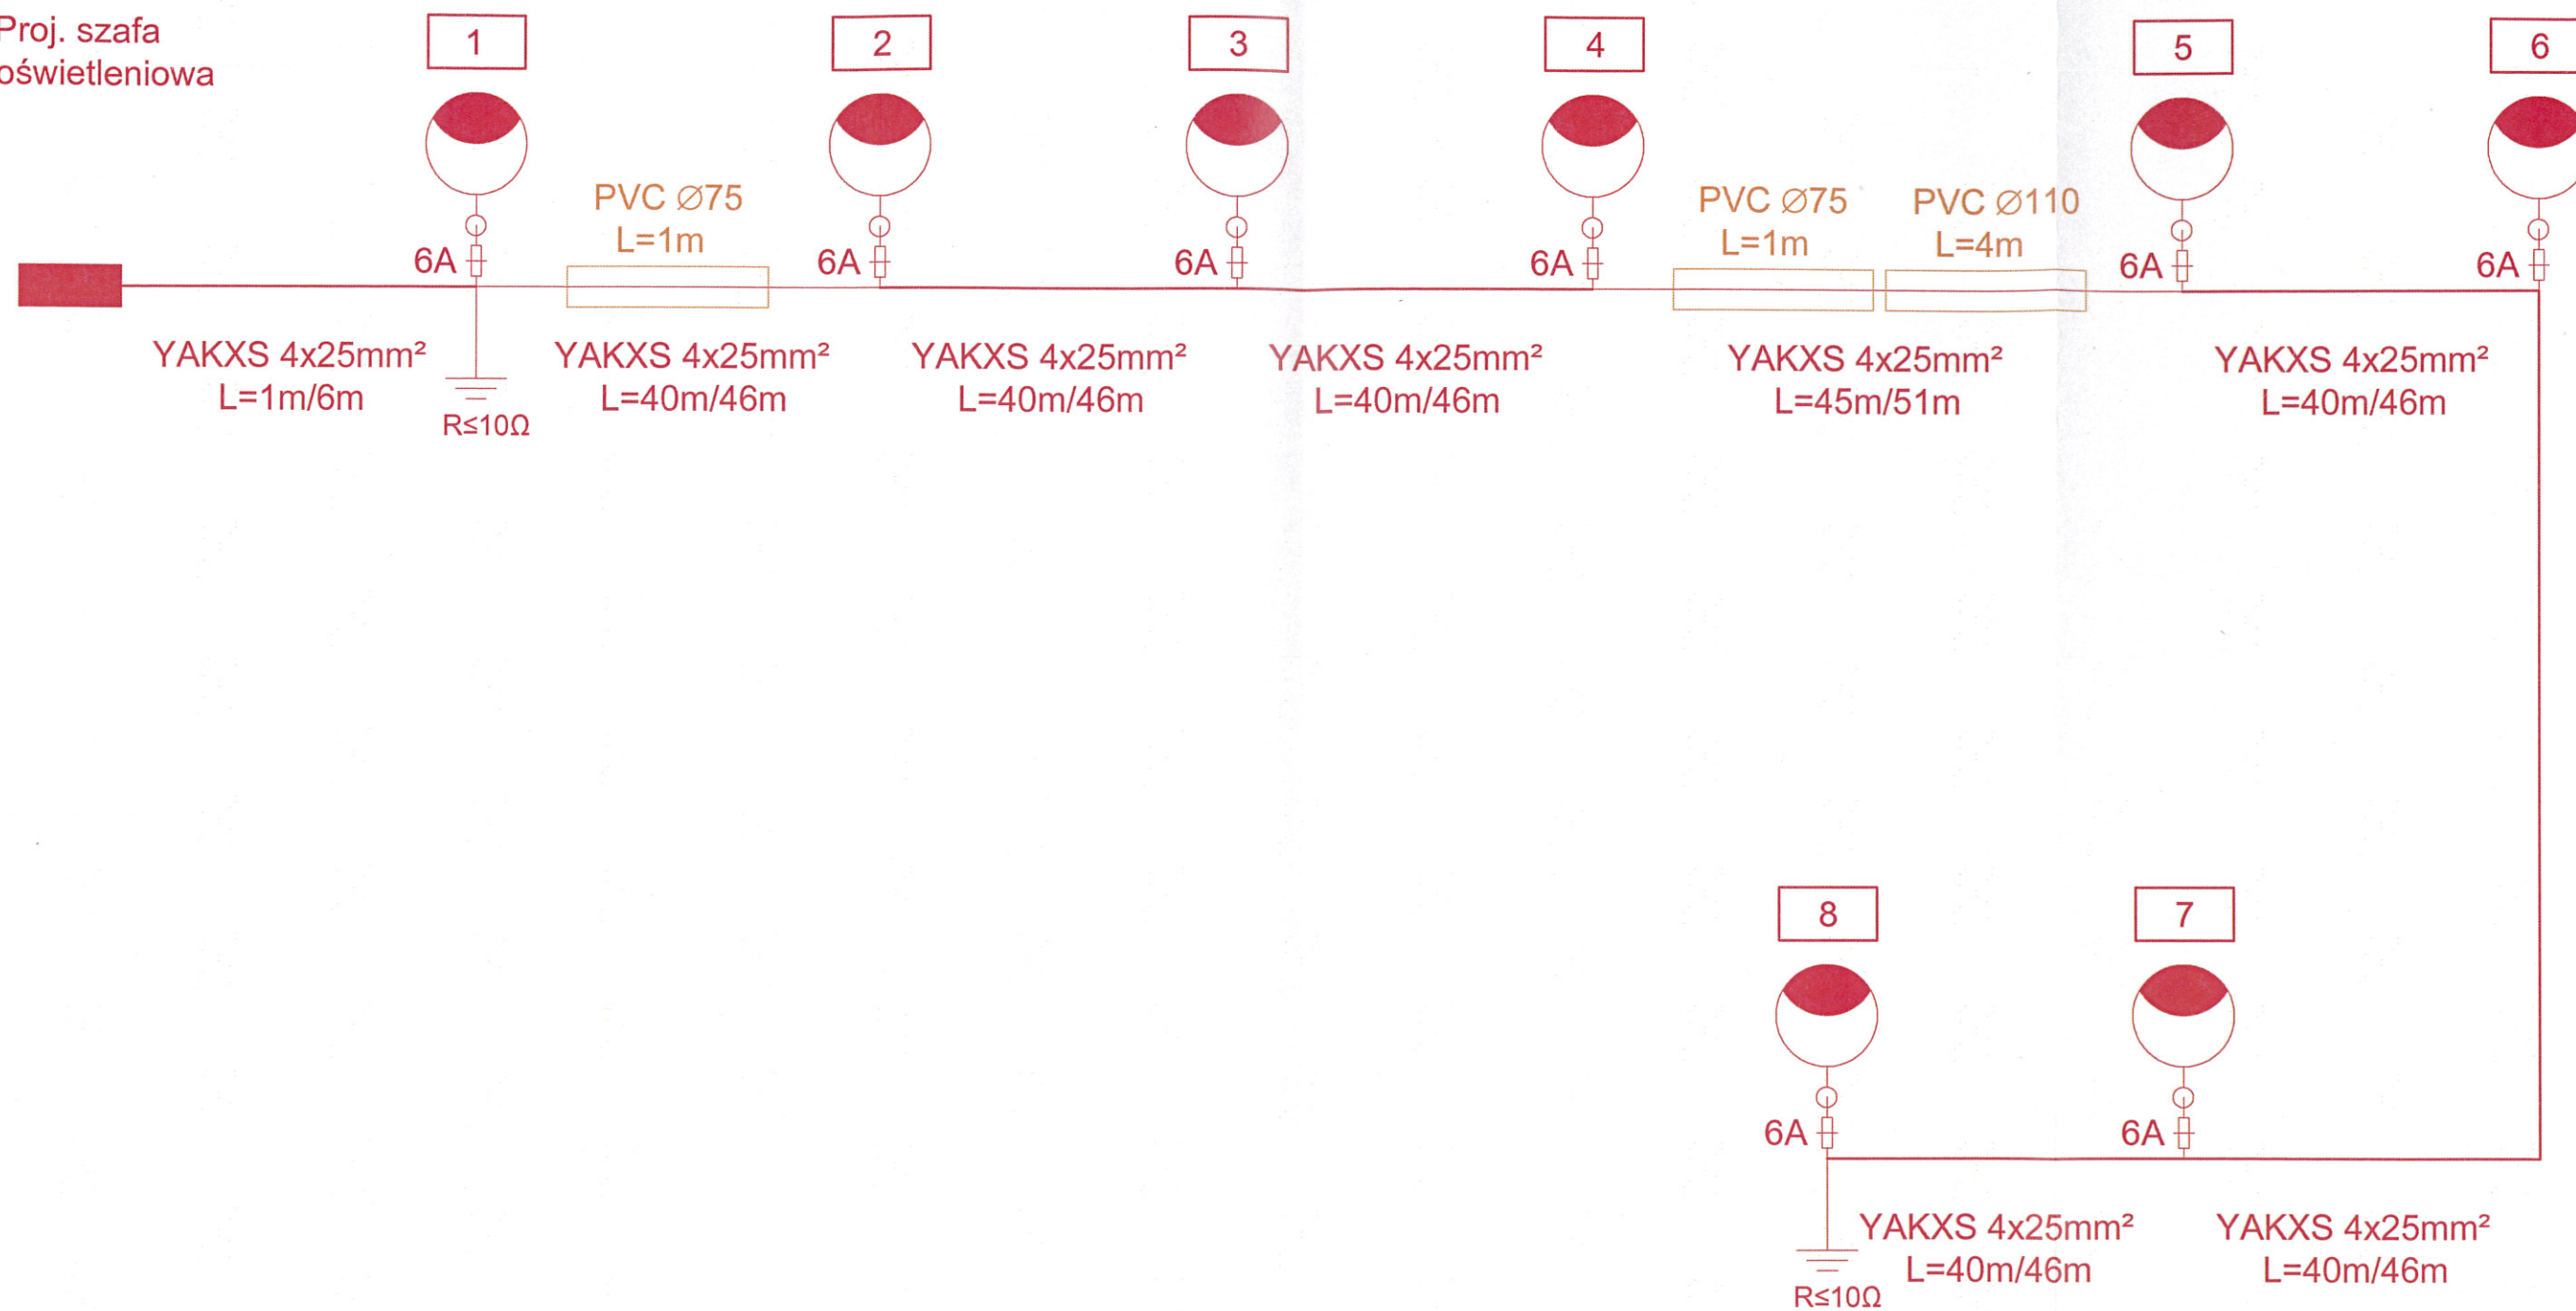 Proj. szafa
oświetleniowa
1
2
3
4
5
6
PVC Ø75
L=1m
PVC Ø75
L=1m
PVC Ø110
L=4m
6A
6A
6A
6A
6A
6A
YAKXS 4x25mm²
L=1m/6m
R≤10Ω
YAKXS 4x25mm²
L=40m/46m
YAKXS 4x25mm²
L=40m/46m
YAKXS 4x25mm²
L=40m/46m
YAKXS 4x25mm²
L=45m/51m
YAKXS 4x25mm²
L=40m/46m
8
7
6A
6A
YAKXS 4x25mm²
L=40m/46m
YAKXS 4x25mm²
L=40m/46m
R≤10Ω